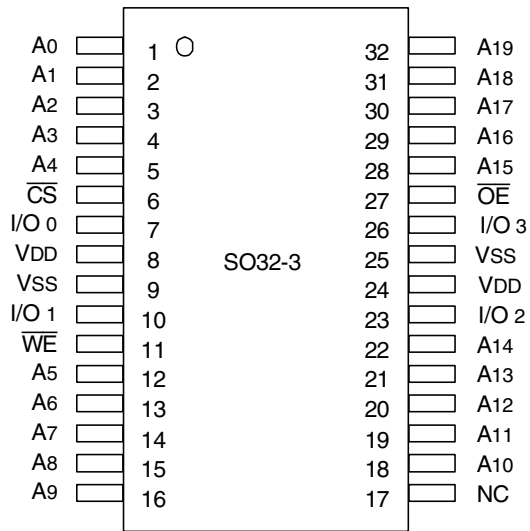 A0 1 32 A19
A1 2 31 A18
A2 3 30 A17
A3 4 29 A16
A4 5 28 A15
CS 6 27 OE
I/O 0 7 26 I/O 3
VDD 8 SO32-3 25 VSS
VSS 9 24 VDD
I/O 1 10 23 I/O 2
WE 11 22 A14
A5 12 21 A13
A6 13 20 A12
A7 14 19 A11
A8 15 18 A10
A9 16 17 NC